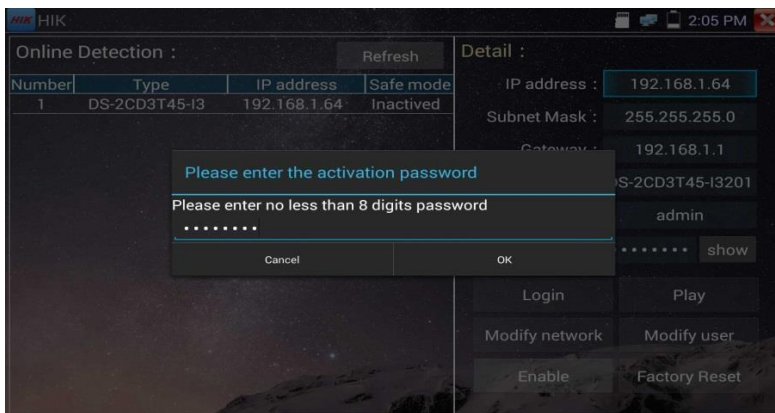 HIK HIK
2:05 PM
Online Detection :
Refresh
Number Type IP address Safe mode
1 DS-2CD3T45-I3 192.168.1.64 Inactived
Detail :
IP address : 192.168.1.64
Subnet Mask : 255.255.255.0
Gateway : 192.168.1.1
S-2CD3T45-I3201
admin
show
Please enter the activation password
Please enter no less than 8 digits password
Cancel OK
Login Play
Modify network Modify user
Enable Factory Reset